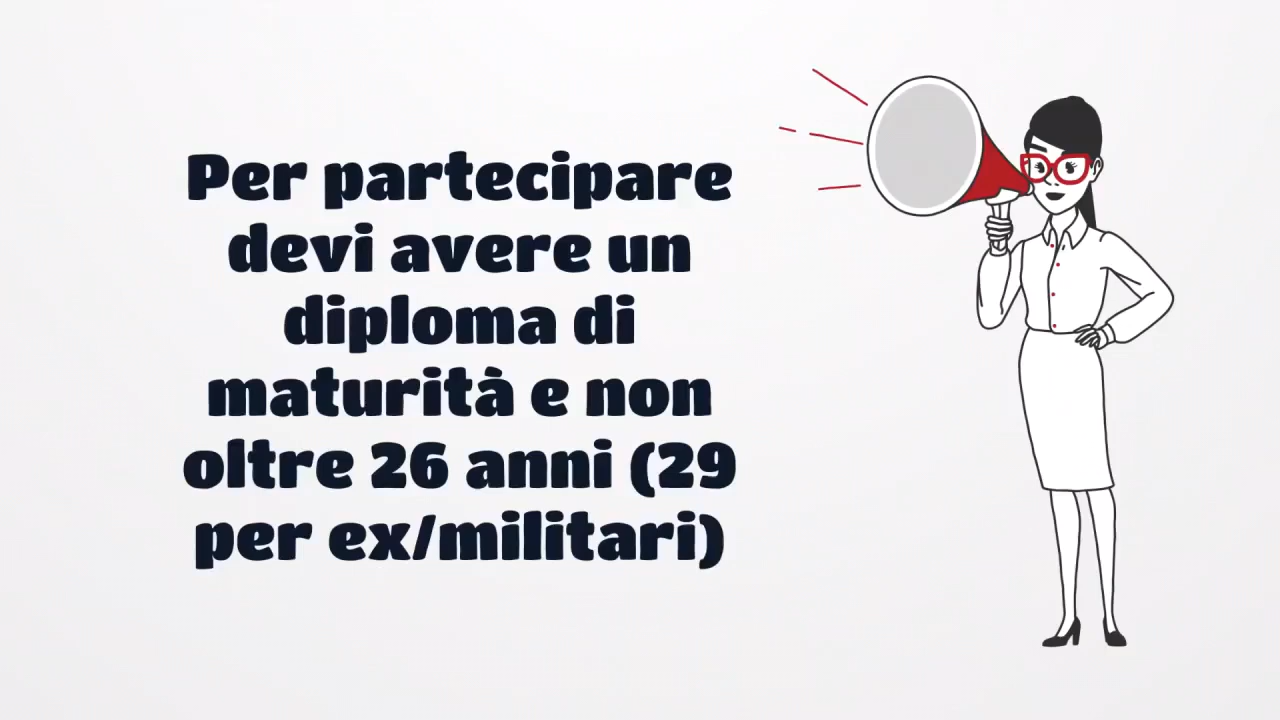 Per partecipare
devi avere un
diploma di
maturità e non
oltre 26 anni (29
per ex/militari)